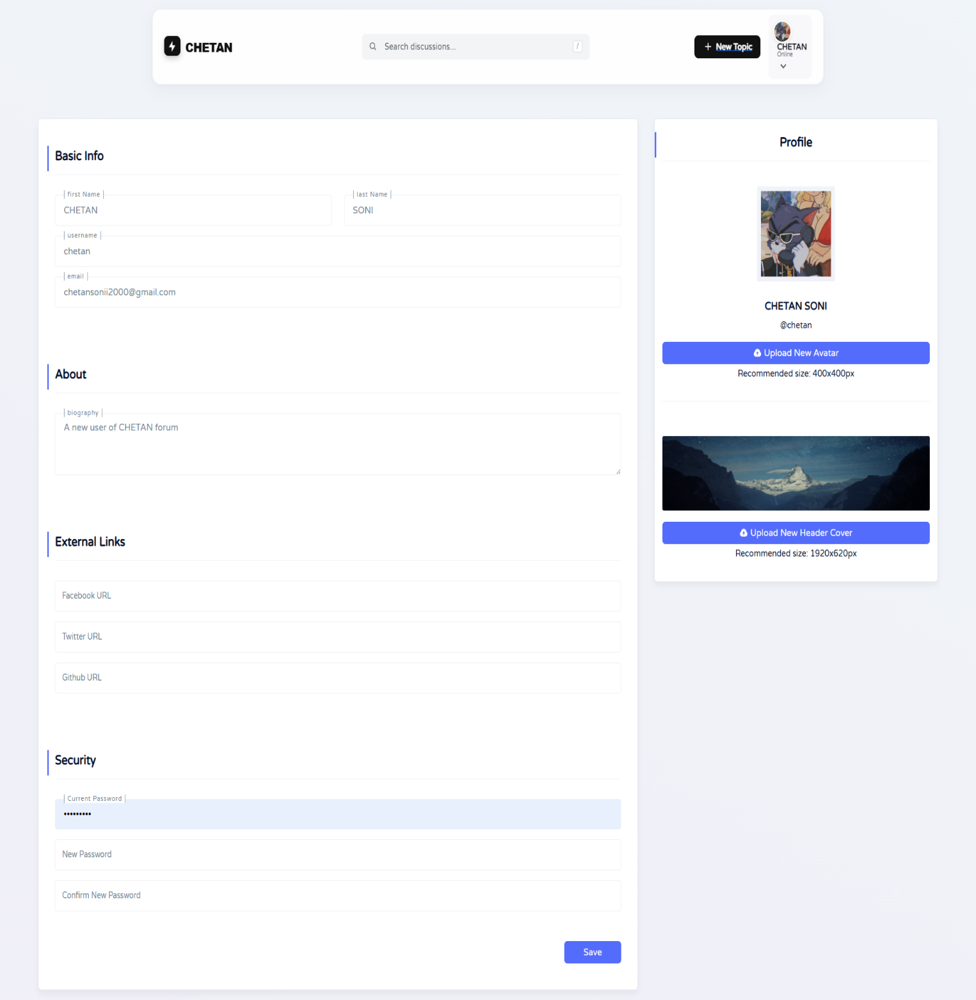 CHETAN
Search discussions...
/
New Topic
CHETAN
Online
Basic Info
first Name
last Name
CHETAN
SONI
username
chetan
email
chetansonii2000@gmail.com
About
biography
A new user of CHETAN forum
External Links
Facebook URL
Twitter URL
Github URL
Security
Current Password
•••••••••
New Password
Confirm New Password
Save
Profile
CHETAN SONI
@chetan
Upload New Avatar
Recommended size: 400x400px
Upload New Header Cover
Recommended size: 1920x620px